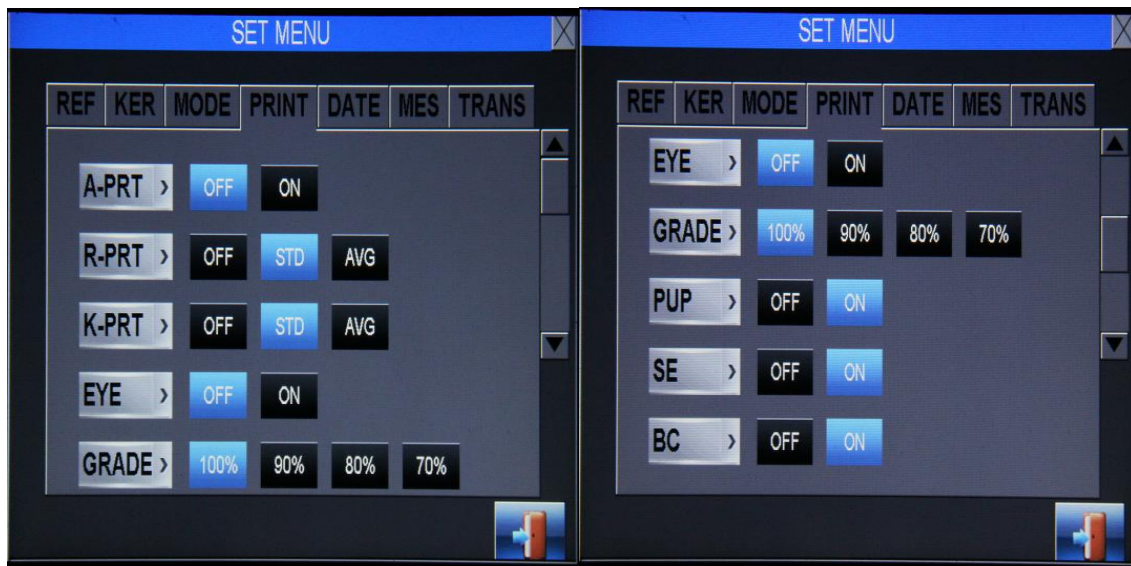 SET MENU
REF KER MODE PRINT DATE MES TRANS
A-PRT > OFF ON
R-PRT > OFF STD AVG
K-PRT > OFF STD AVG
EYE > OFF ON
GRADE > 100% 90% 80% 70%
SET MENU
REF KER MODE PRINT DATE MES TRANS
EYE > OFF ON
GRADE > 100% 90% 80% 70%
PUP > OFF ON
SE > OFF ON
BC > OFF ON